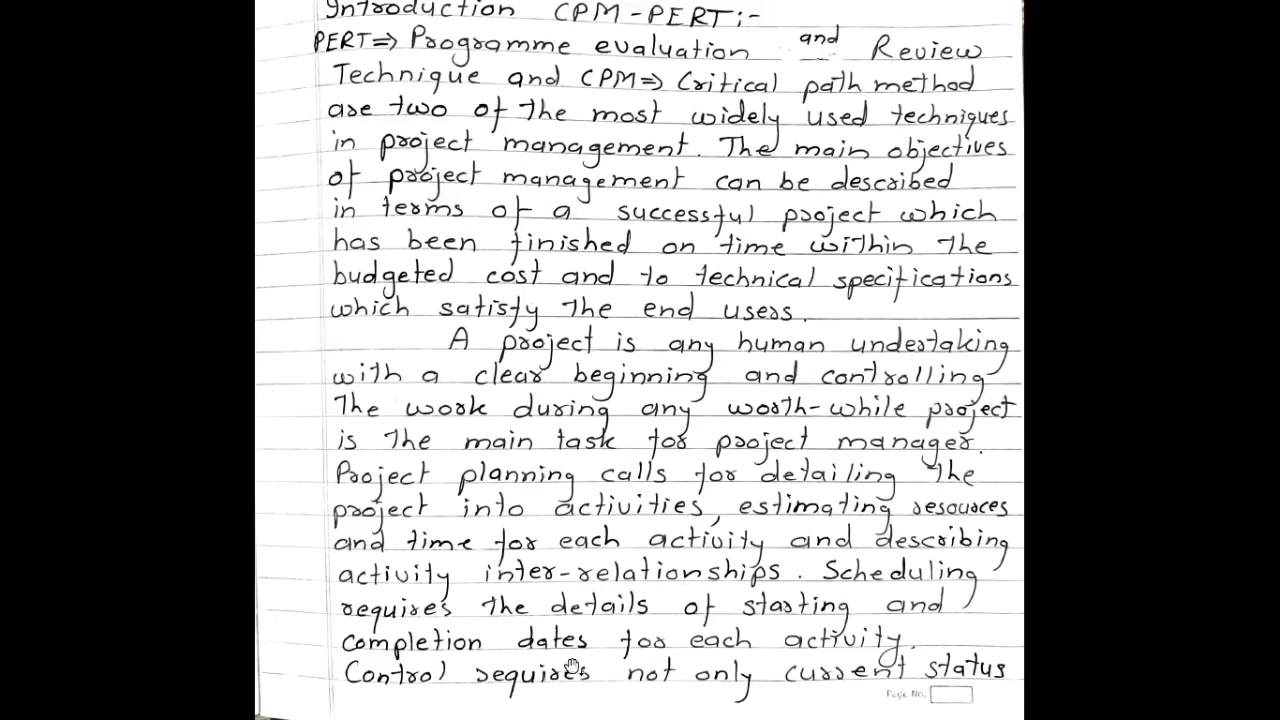 Introduction CPM-PERT:-
PERT⇒ Programme evaluation and Review
Technique and CPM⇒ Critical path method
are two of the most widely used techniques
in project management. The main objectives
of project management can be described
in terms of a successful project which
has been finished on time within the
budgeted cost and to technical specifications
which satisfy the end users.
A project is any human undertaking
with a clear beginning and controlling
the work during any worth-while project
is the main task for project manager.
Project planning calls for detailing the
project into activities, estimating resources
and time for each activity and describing
activity inter-relationships. Scheduling
requires the details of starting and
completion dates for each activity.
Control requires not only current status
Page No.